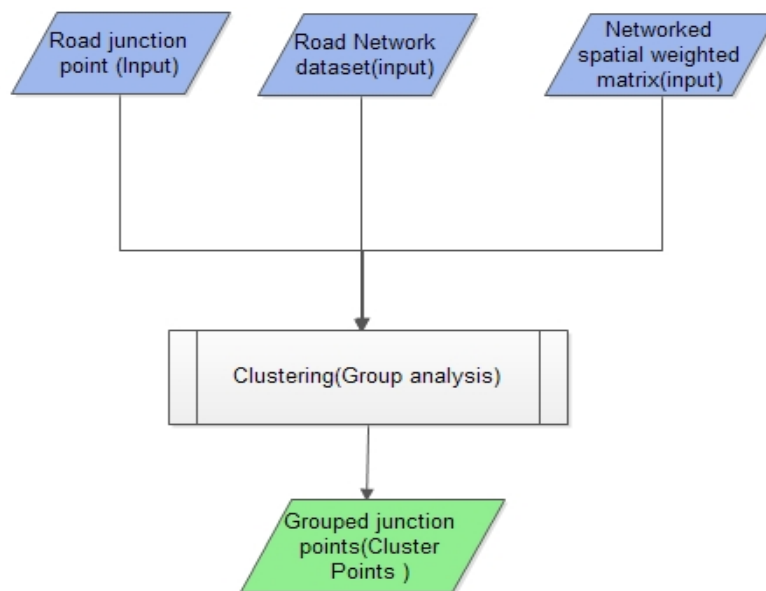 Road junction
point (Input)
Road Network
dataset(input)
Networked
spatial weighted
matrix(input)
Clustering(Group analysis)
Grouped junction
points(Cluster
Points )